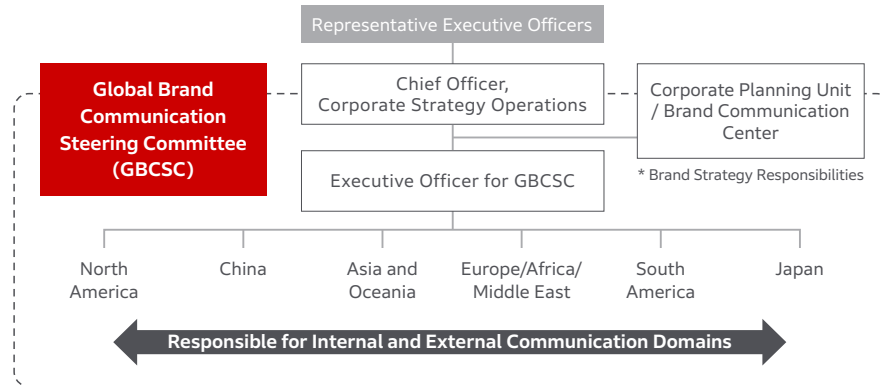 Representative Executive Officers
Global Brand
Communication
Steering Committee
(GBCSC)
Chief Officer,
Corporate Strategy Operations
Corporate Planning Unit
/ Brand Communication
Center
* Brand Strategy Responsibilities
Executive Officer for GBCSC
North
America
China
Asia and
Oceania
Europe/Africa/
Middle East
South
America
Japan
Responsible for Internal and External Communication Domains